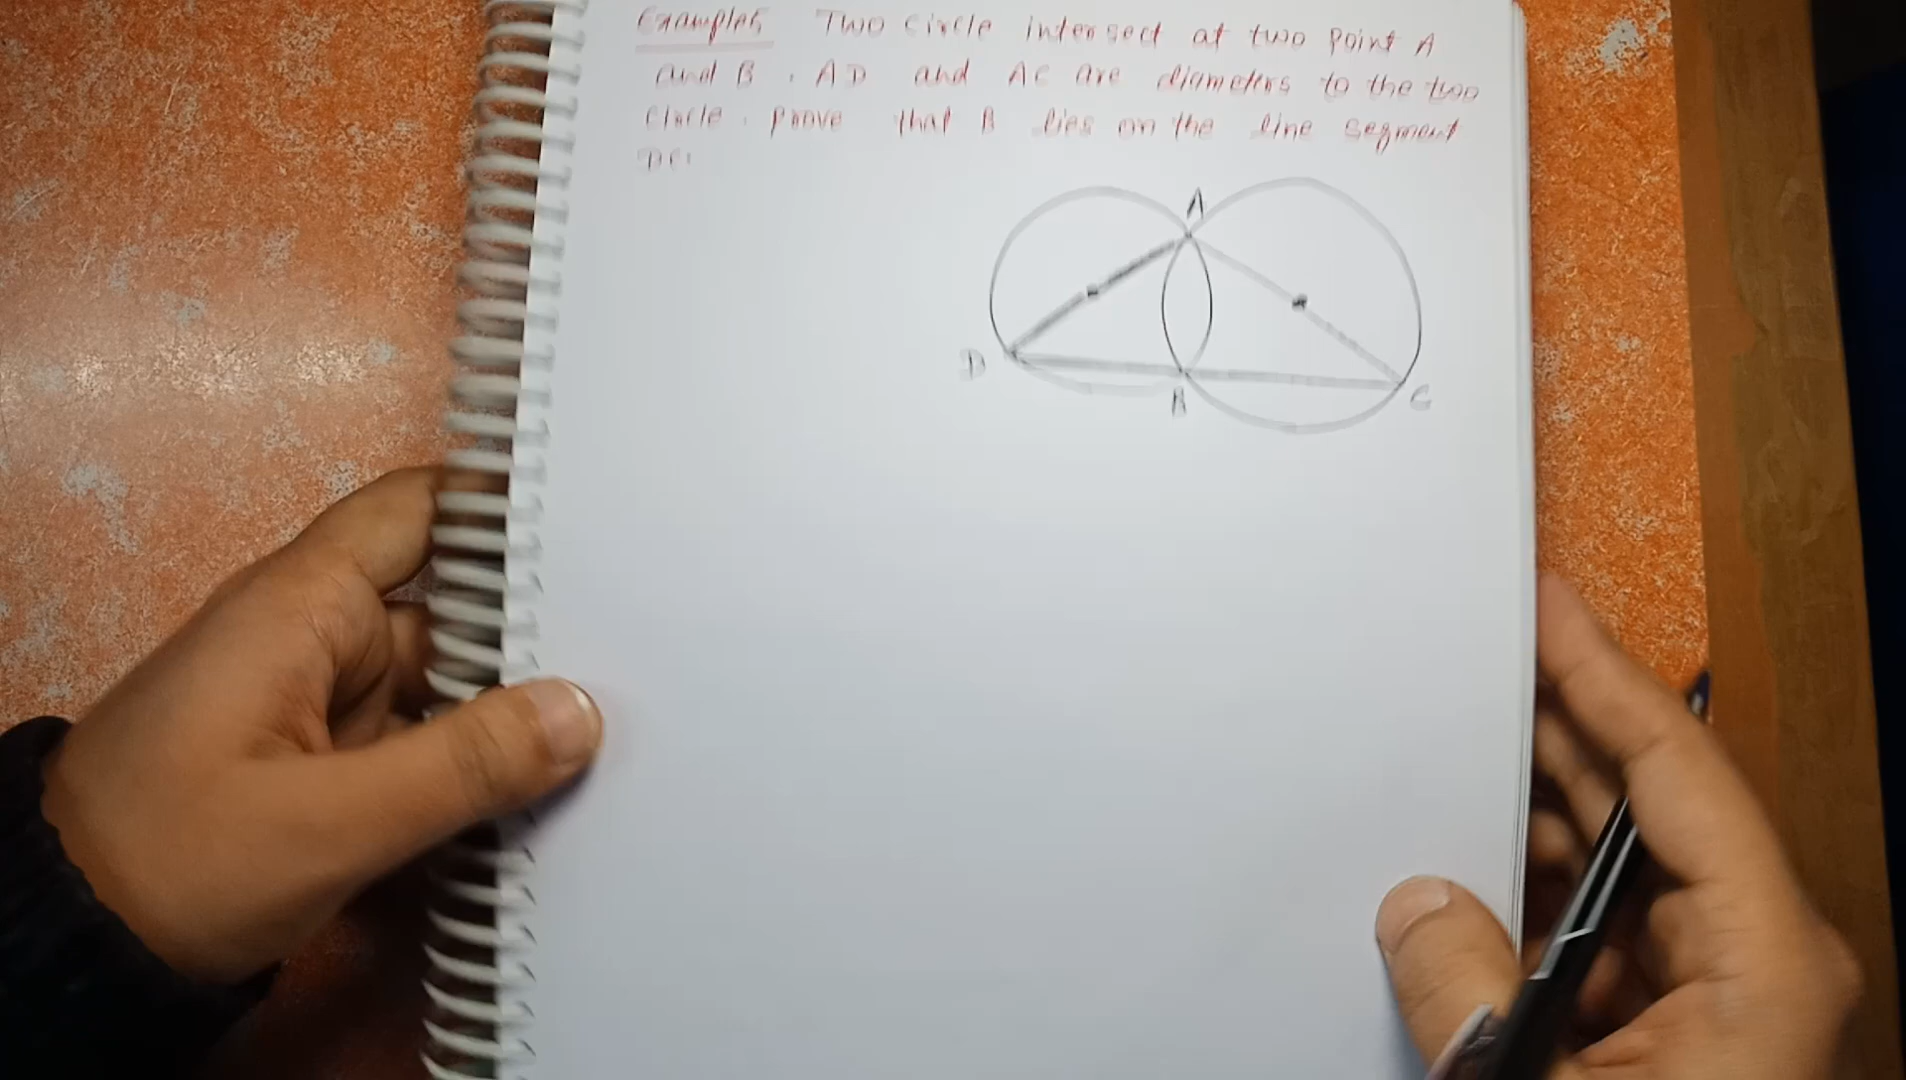 Example5 Two circle intersect at two point A
and B . AD and AC are diameters to the two
circle . prove that B lies on the line segment
DC.
A
D
B
C